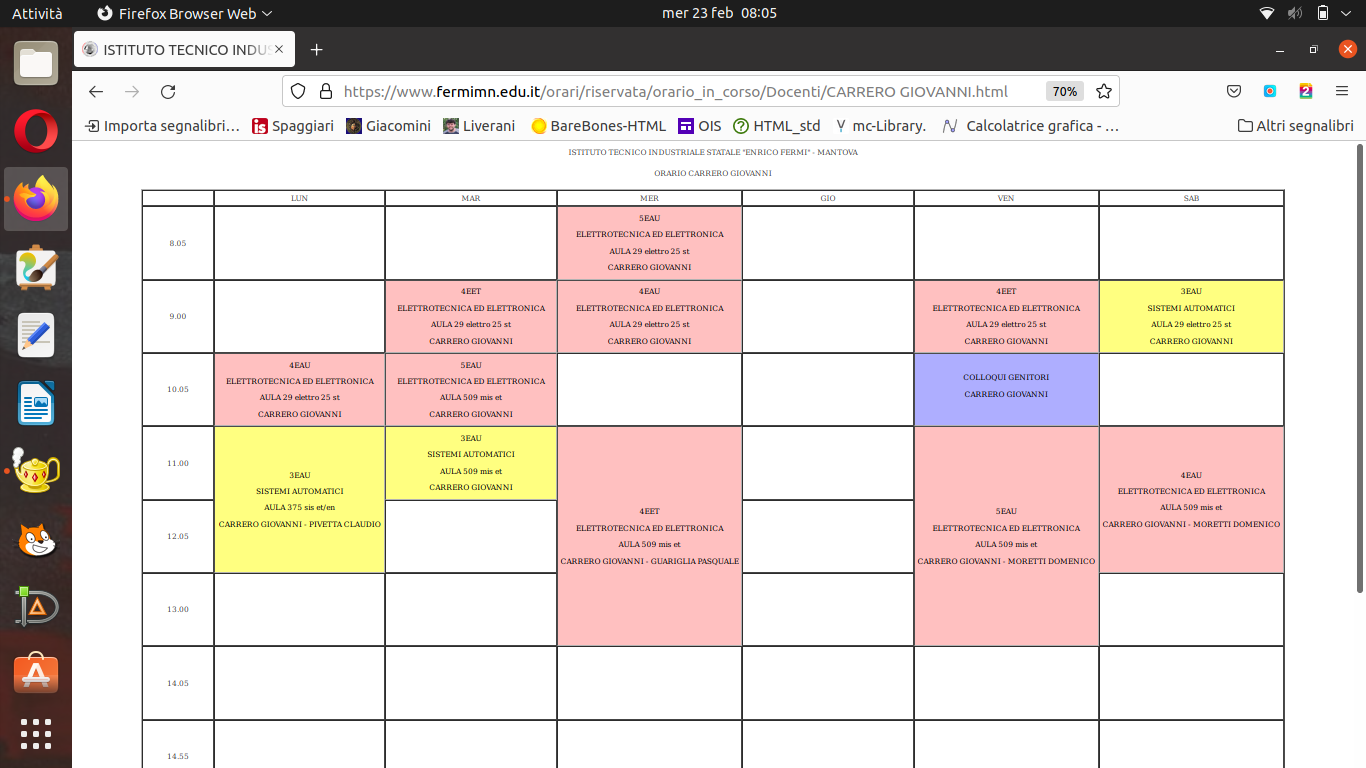 Attività
Firefox Browser Web
mer 23 feb 08:05
ISTITUTO TECNICO INDUS
https://www.fermimn.edu.it/orari/riservata/orario_in_corso/Docenti/CARRERO GIOVANNI.html
70%
Importa segnalibri…
Spaggiari
Giacomini
Liverani
BareBones-HTML
OIS
HTML_std
mc-Library.
Calcolatrice grafica - …
Altri segnalibri
ISTITUTO TECNICO INDUSTRIALE STATALE "ENRICO FERMI" - MANTOVA
ORARIO CARRERO GIOVANNI
LUN MAR MER GIO VEN SAB
8.05
5EAU
ELETTROTECNICA ED ELETTRONICA
AULA 29 elettro 25 st
CARRERO GIOVANNI
9.00
4EET
ELETTROTECNICA ED ELETTRONICA
AULA 29 elettro 25 st
CARRERO GIOVANNI
4EAU
ELETTROTECNICA ED ELETTRONICA
AULA 29 elettro 25 st
CARRERO GIOVANNI
4EET
ELETTROTECNICA ED ELETTRONICA
AULA 29 elettro 25 st
CARRERO GIOVANNI
3EAU
SISTEMI AUTOMATICI
AULA 29 elettro 25 st
CARRERO GIOVANNI
10.05
4EAU
ELETTROTECNICA ED ELETTRONICA
AULA 29 elettro 25 st
CARRERO GIOVANNI
5EAU
ELETTROTECNICA ED ELETTRONICA
AULA 509 mis et
CARRERO GIOVANNI
COLLOQUI GENITORI
CARRERO GIOVANNI
11.00
3EAU
SISTEMI AUTOMATICI
AULA 375 sis et/en
CARRERO GIOVANNI - PIVETTA CLAUDIO
3EAU
SISTEMI AUTOMATICI
AULA 509 mis et
CARRERO GIOVANNI
4EET
ELETTROTECNICA ED ELETTRONICA
AULA 509 mis et
CARRERO GIOVANNI - GUARIGLIA PASQUALE
5EAU
ELETTROTECNICA ED ELETTRONICA
AULA 509 mis et
CARRERO GIOVANNI - MORETTI DOMENICO
4EAU
ELETTROTECNICA ED ELETTRONICA
AULA 509 mis et
CARRERO GIOVANNI - MORETTI DOMENICO
12.05
13.00
14.05
14.55